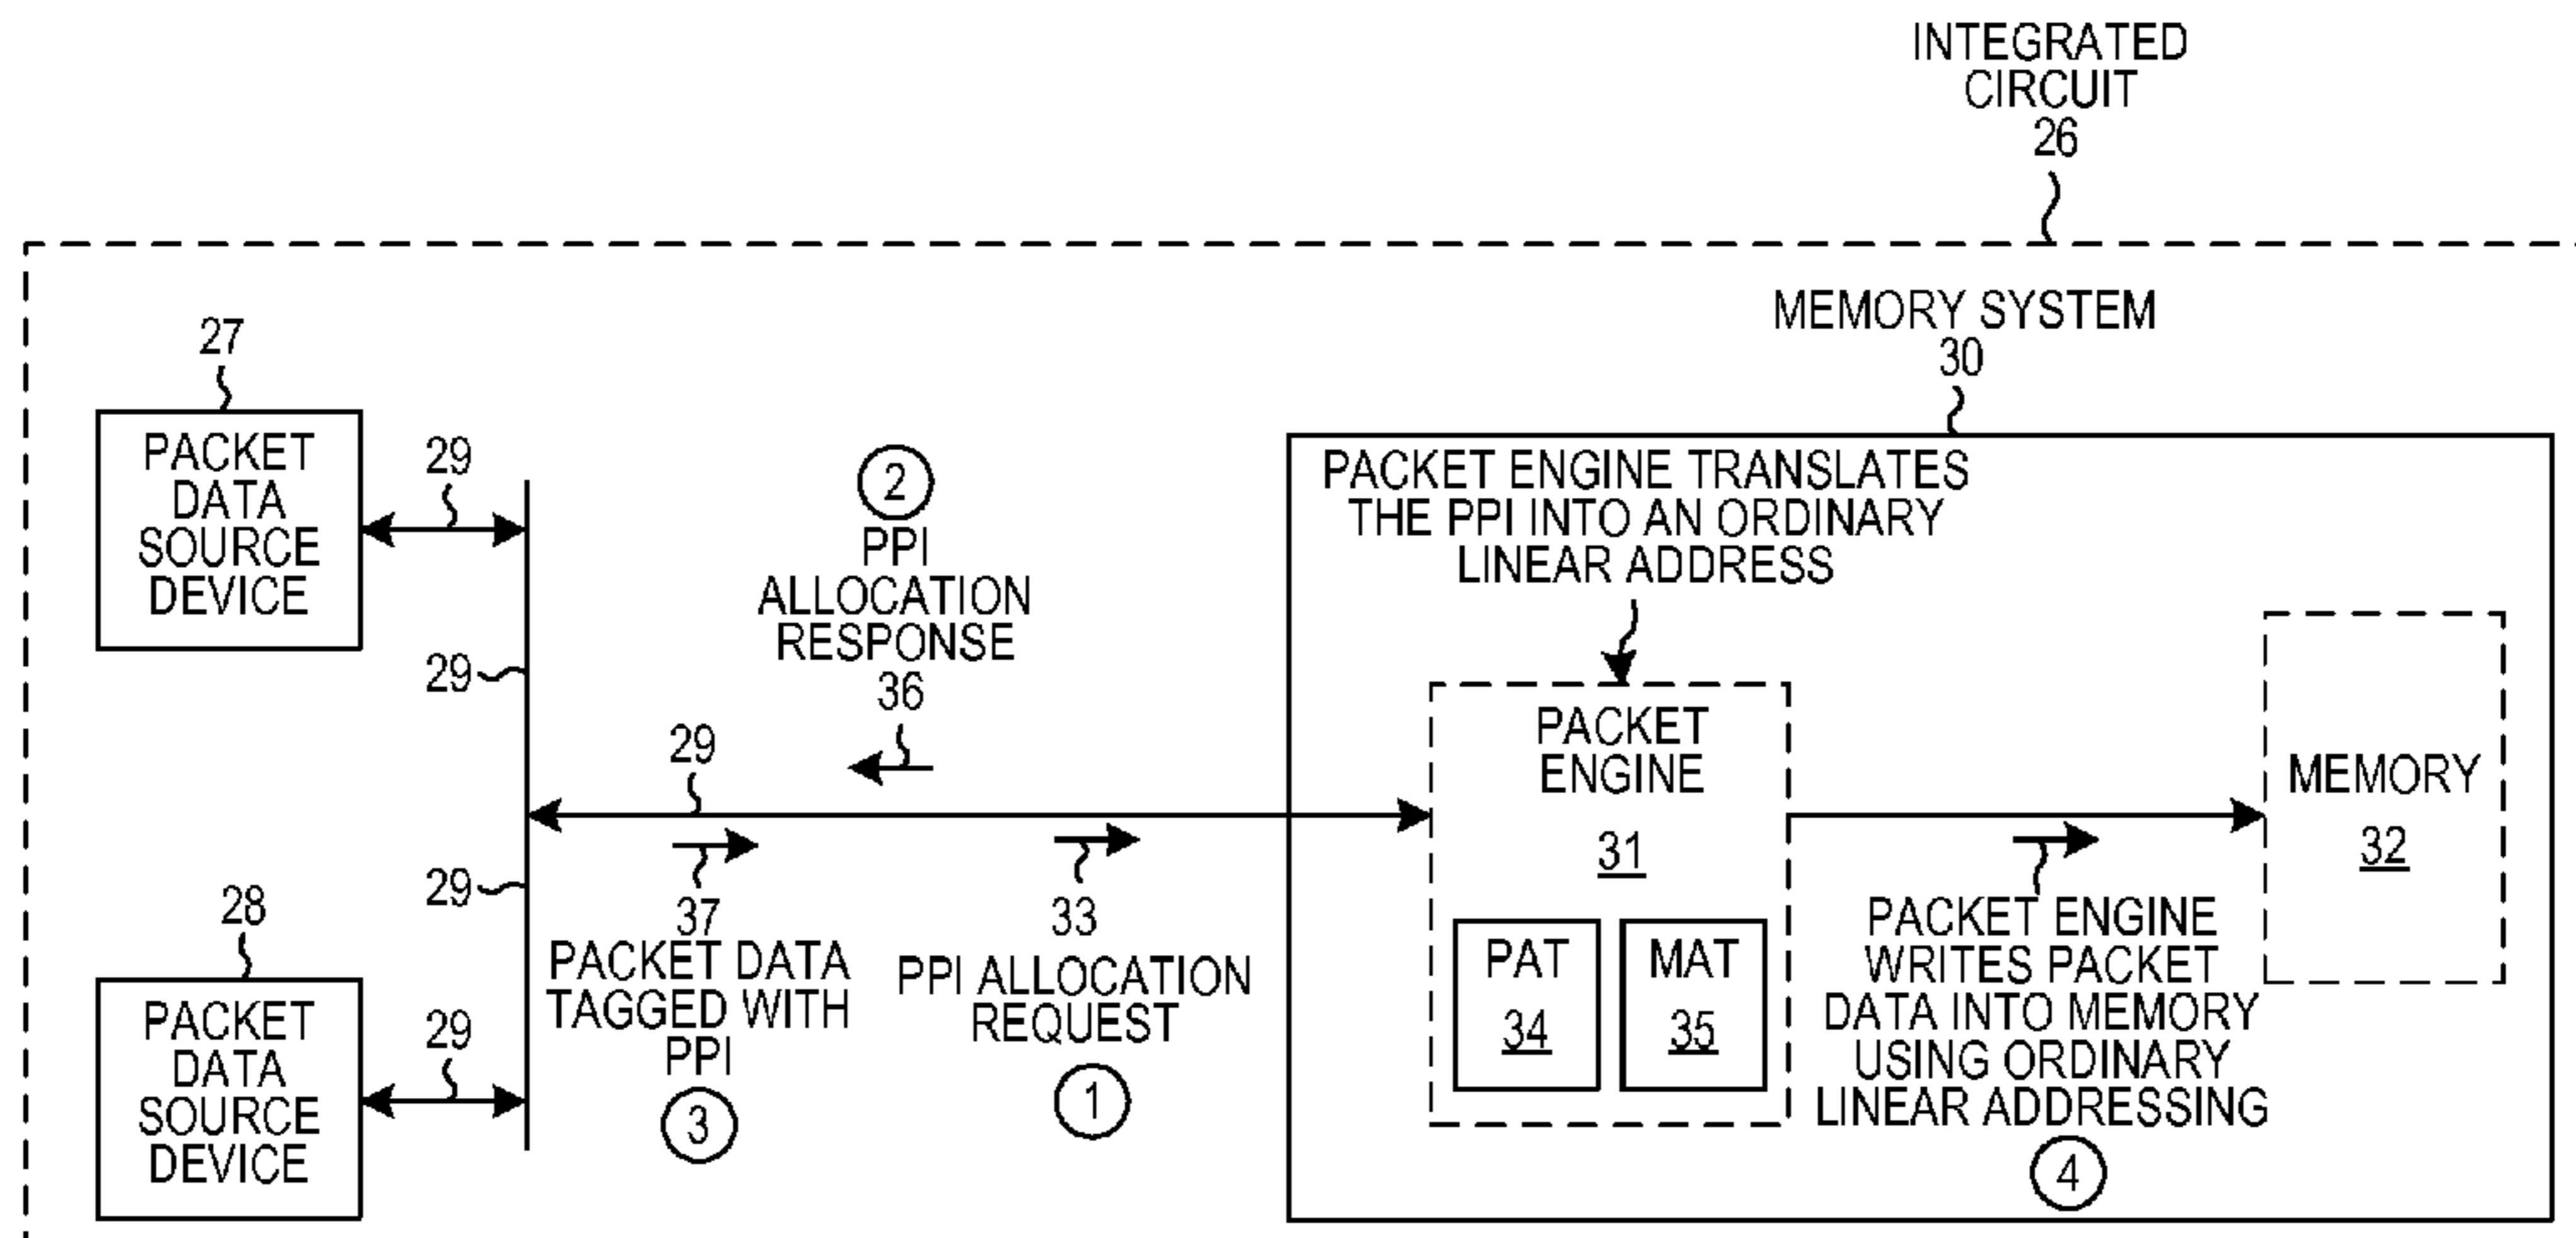 INTEGRATED
CIRCUIT
26
MEMORY SYSTEM
30
27
PACKET
DATA
SOURCE
DEVICE
29
29
2
PPI
ALLOCATION
RESPONSE
36
29
37
PACKET DATA
TAGGED WITH
PPI
3
33
PPI ALLOCATION
REQUEST
1
29
28
PACKET
DATA
SOURCE
DEVICE
29
PACKET ENGINE TRANSLATES
THE PPI INTO AN ORDINARY
LINEAR ADDRESS
PACKET
ENGINE
31
PAT
34
MAT
35
MEMORY
32
PACKET ENGINE
WRITES PACKET
DATA INTO MEMORY
USING ORDINARY
LINEAR ADDRESSING
4